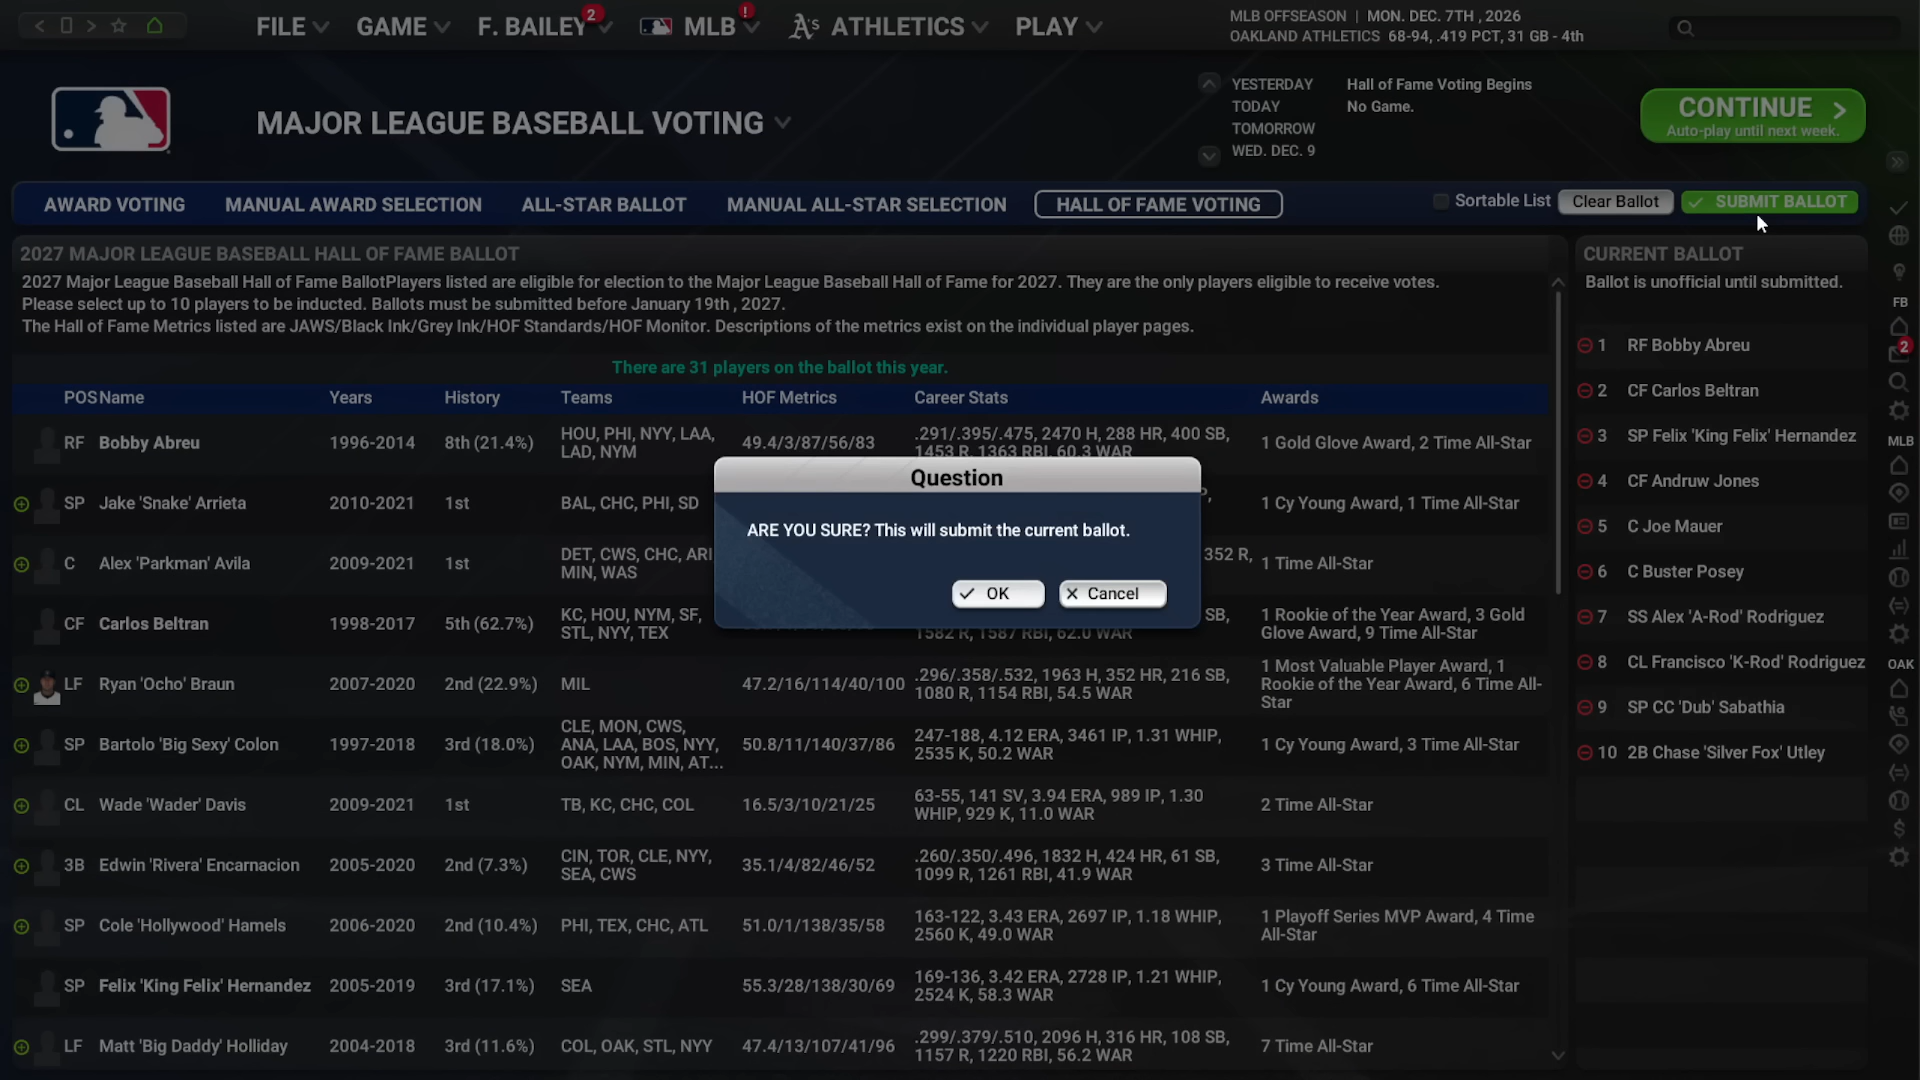 FILE
GAME
F. BAILEY
2
MLB
!
A's ATHLETICS
PLAY
MLB OFFSEASON | MON. DEC. 7TH , 2026
OAKLAND ATHLETICS 68-94, .419 PCT, 31 GB - 4th
MAJOR LEAGUE BASEBALL VOTING
YESTERDAY Hall of Fame Voting Begins
TODAY No Game.
TOMORROW
WED. DEC. 9
CONTINUE
Auto-play until next week.
AWARD VOTING
MANUAL AWARD SELECTION
ALL-STAR BALLOT
MANUAL ALL-STAR SELECTION
HALL OF FAME VOTING
Sortable List
Clear Ballot
SUBMIT BALLOT
2027 MAJOR LEAGUE BASEBALL HALL OF FAME BALLOT
2027 Major League Baseball Hall of Fame BallotPlayers listed are eligible for election to the Major League Baseball Hall of Fame for 2027. They are the only players eligible to receive votes.
Please select up to 10 players to be inducted. Ballots must be submitted before January 19th , 2027.
The Hall of Fame Metrics listed are JAWS/Black Ink/Grey Ink/HOF Standards/HOF Monitor. Descriptions of the metrics exist on the individual player pages.
There are 31 players on the ballot this year.
POS Name Years History Teams HOF Metrics Career Stats Awards
RF Bobby Abreu 1996-2014 8th (21.4%) HOU, PHI, NYY, LAA, 49.4/3/87/56/83 .291/.395/.475, 2470 H, 288 HR, 400 SB, 1 Gold Glove Award, 2 Time All-Star
LAD, NYM 1453 R, 1363 RBI, 60.3 WAR
SP Jake 'Snake' Arrieta 2010-2021 1st BAL, CHC, PHI, SD 1 Cy Young Award, 1 Time All-Star
C Alex 'Parkman' Avila 2009-2021 1st DET, CWS, CHC, ARI 352 R, 1 Time All-Star
MIN, WAS
CF Carlos Beltran 1998-2017 5th (62.7%) KC, HOU, NYM, SF, SB, 1 Rookie of the Year Award, 3 Gold
STL, NYY, TEX 1582 R, 1587 RBI, 62.0 WAR Glove Award, 9 Time All-Star
LF Ryan 'Ocho' Braun 2007-2020 2nd (22.9%) MIL 47.2/16/114/40/100 .296/.358/.532, 1963 H, 352 HR, 216 SB, 1 Most Valuable Player Award, 1
1080 R, 1154 RBI, 54.5 WAR Rookie of the Year Award, 6 Time All-
Star
SP Bartolo 'Big Sexy' Colon 1997-2018 3rd (18.0%) CLE, MON, CWS, 50.8/11/140/37/86 247-188, 4.12 ERA, 3461 IP, 1.31 WHIP, 1 Cy Young Award, 3 Time All-Star
ANA, LAA, BOS, NYY, 2535 K, 50.2 WAR
OAK, NYM, MIN, AT...
CL Wade 'Wader' Davis 2009-2021 1st TB, KC, CHC, COL 16.5/3/10/21/25 63-55, 141 SV, 3.94 ERA, 989 IP, 1.30 2 Time All-Star
WHIP, 929 K, 11.0 WAR
3B Edwin 'Rivera' Encarnacion 2005-2020 2nd (7.3%) CIN, TOR, CLE, NYY, 35.1/4/82/46/52 .260/.350/.496, 1832 H, 424 HR, 61 SB, 3 Time All-Star
SEA, CWS 1099 R, 1261 RBI, 41.9 WAR
SP Cole 'Hollywood' Hamels 2006-2020 2nd (10.4%) PHI, TEX, CHC, ATL 51.0/1/138/35/58 163-122, 3.43 ERA, 2697 IP, 1.18 WHIP, 1 Playoff Series MVP Award, 4 Time
2560 K, 49.0 WAR All-Star
SP Felix 'King Felix' Hernandez 2005-2019 3rd (17.1%) SEA 55.3/28/138/30/69 169-136, 3.42 ERA, 2728 IP, 1.21 WHIP, 1 Cy Young Award, 6 Time All-Star
2524 K, 58.3 WAR
LF Matt 'Big Daddy' Holliday 2004-2018 3rd (11.6%) COL, OAK, STL, NYY 47.4/13/107/41/96 .299/.379/.510, 2096 H, 316 HR, 108 SB, 7 Time All-Star
1157 R, 1220 RBI, 56.2 WAR
Question
ARE YOU SURE? This will submit the current ballot.
OK
Cancel
CURRENT BALLOT
Ballot is unofficial until submitted.
1 RF Bobby Abreu
2 CF Carlos Beltran
3 SP Felix 'King Felix' Hernandez
4 CF Andruw Jones
5 C Joe Mauer
6 C Buster Posey
7 SS Alex 'A-Rod' Rodriguez
8 CL Francisco 'K-Rod' Rodriguez
9 SP CC 'Dub' Sabathia
10 2B Chase 'Silver Fox' Utley
FB
2
MLB
OAK